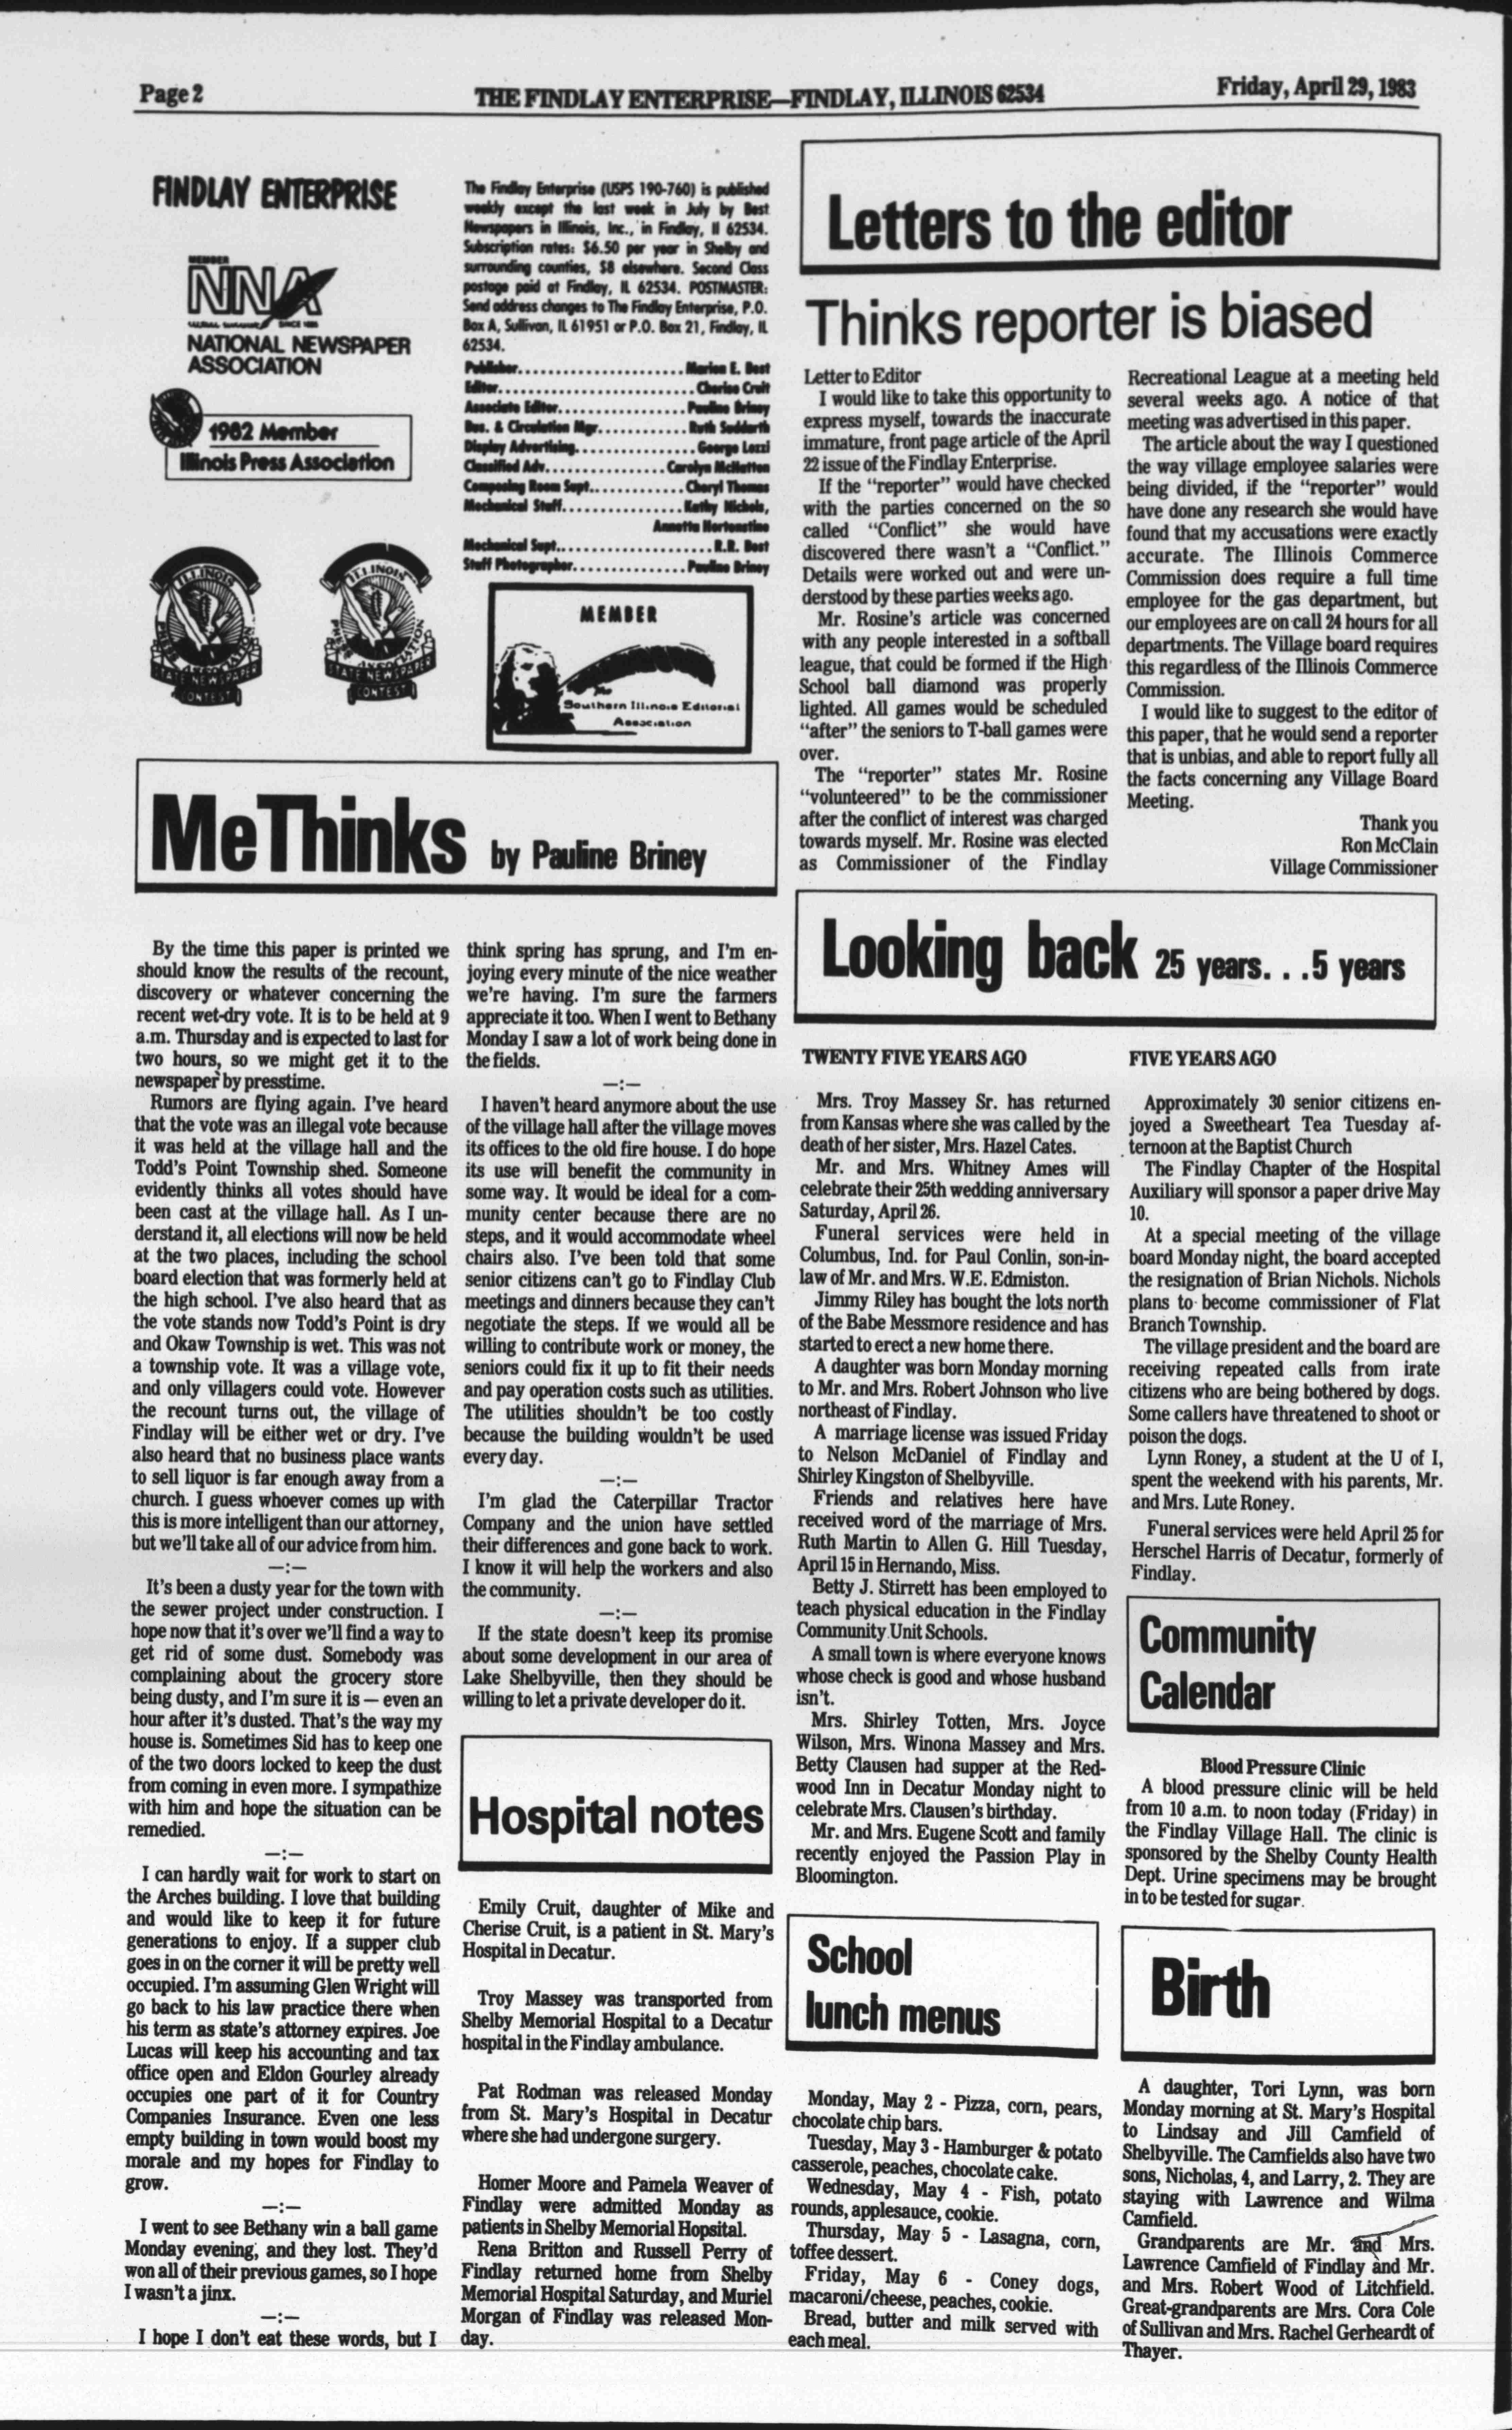 Page 2
THE FINDLAY ENTERPRISE—FINDLAY, ILLINOIS 62534
Friday, April 29, 1983
FINDLAY ENTERPRISE
MEMBER
NNA
SINCE 1885
NATIONAL NEWSPAPER
ASSOCIATION
1982 Member
Illinois Press Association
ILLINOIS
PRESS ASSOCIATION
STATE NEWSPAPER
CONTEST
ILLINOIS
PRESS ASSOCIATION
STATE NEWSPAPER
CONTEST
The Findlay Enterprise (USPS 190-760) is published
weekly except the last week in July by Best
Newspapers in Illinois, Inc., in Findlay, Il 62534.
Subscription rates: $6.50 per year in Shelby and
surrounding counties, $8 elsewhere. Second Class
postage paid at Findlay, IL 62534. POSTMASTER:
Send address changes to The Findlay Enterprise, P.O.
Box A, Sullivan, IL 61951 or P.O. Box 21, Findlay, IL
62534.
Publisher.....................Marion E. Best
Editor.........................Cherise Cruit
Associate Editor................Pauline Briney
Bus. & Circulation Mgr............Ruth Suddarth
Display Advertising...............George Lozzi
Classified Adv................Carolyn McNutton
Composing Room Supt.............Cheryl Thomas
Mechanical Staff................Kathy Nichols,
Annetta Hortenstine
Mechanical Supt.....................R.R. Best
Staff Photographer...............Pauline Briney
MEMBER
The
Southern Illinois Editorial
Association
MeThinks by Pauline Briney
By the time this paper is printed we
should know the results of the recount,
discovery or whatever concerning the
recent wet-dry vote. It is to be held at 9
a.m. Thursday and is expected to last for
two hours, so we might get it to the
newspaper by presstime.
Rumors are flying again. I've heard
that the vote was an illegal vote because
it was held at the village hall and the
Todd's Point Township shed. Someone
evidently thinks all votes should have
been cast at the village hall. As I un-
derstand it, all elections will now be held
at the two places, including the school
board election that was formerly held at
the high school. I've also heard that as
the vote stands now Todd's Point is dry
and Okaw Township is wet. This was not
a township vote. It was a village vote,
and only villagers could vote. However
the recount turns out, the village of
Findlay will be either wet or dry. I've
also heard that no business place wants
to sell liquor is far enough away from a
church. I guess whoever comes up with
this is more intelligent than our attorney,
but we'll take all of our advice from him.
—:—
It's been a dusty year for the town with
the sewer project under construction. I
hope now that it's over we'll find a way to
get rid of some dust. Somebody was
complaining about the grocery store
being dusty, and I'm sure it is — even an
hour after it's dusted. That's the way my
house is. Sometimes Sid has to keep one
of the two doors locked to keep the dust
from coming in even more. I sympathize
with him and hope the situation can be
remedied.
—:—
I can hardly wait for work to start on
the Arches building. I love that building
and would like to keep it for future
generations to enjoy. If a supper club
goes in on the corner it will be pretty well
occupied. I'm assuming Glen Wright will
go back to his law practice there when
his term as state's attorney expires. Joe
Lucas will keep his accounting and tax
office open and Eldon Gourley already
occupies one part of it for Country
Companies Insurance. Even one less
empty building in town would boost my
morale and my hopes for Findlay to
grow.
—:—
I went to see Bethany win a ball game
Monday evening, and they lost. They'd
won all of their previous games, so I hope
I wasn't a jinx.
—:—
I hope I don't eat these words, but I
think spring has sprung, and I'm en-
joying every minute of the nice weather
we're having. I'm sure the farmers
appreciate it too. When I went to Bethany
Monday I saw a lot of work being done in
the fields.
—:—
I haven't heard anymore about the use
of the village hall after the village moves
its offices to the old fire house. I do hope
its use will benefit the community in
some way. It would be ideal for a com-
munity center because there are no
steps, and it would accommodate wheel
chairs also. I've been told that some
senior citizens can't go to Findlay Club
meetings and dinners because they can't
negotiate the steps. If we would all be
willing to contribute work or money, the
seniors could fix it up to fit their needs
and pay operation costs such as utilities.
The utilities shouldn't be too costly
because the building wouldn't be used
every day.
—:—
I'm glad the Caterpillar Tractor
Company and the union have settled
their differences and gone back to work.
I know it will help the workers and also
the community.
—:—
If the state doesn't keep its promise
about some development in our area of
Lake Shelbyville, then they should be
willing to let a private developer do it.
Hospital notes
Emily Cruit, daughter of Mike and
Cherise Cruit, is a patient in St. Mary's
Hospital in Decatur.
Troy Massey was transported from
Shelby Memorial Hospital to a Decatur
hospital in the Findlay ambulance.
Pat Rodman was released Monday
from St. Mary's Hospital in Decatur
where she had undergone surgery.
Homer Moore and Pamela Weaver of
Findlay were admitted Monday as
patients in Shelby Memorial Hopsital.
Rena Britton and Russell Perry of
Findlay returned home from Shelby
Memorial Hospital Saturday, and Muriel
Morgan of Findlay was released Mon-
day.
Letters to the editor
Thinks reporter is biased
Letter to Editor
I would like to take this opportunity to
express myself, towards the inaccurate
immature, front page article of the April
22 issue of the Findlay Enterprise.
If the "reporter" would have checked
with the parties concerned on the so
called "Conflict" she would have
discovered there wasn't a "Conflict."
Details were worked out and were un-
derstood by these parties weeks ago.
Mr. Rosine's article was concerned
with any people interested in a softball
league, that could be formed if the High
School ball diamond was properly
lighted. All games would be scheduled
"after" the seniors to T-ball games were
over.
The "reporter" states Mr. Rosine
"volunteered" to be the commissioner
after the conflict of interest was charged
towards myself. Mr. Rosine was elected
as Commissioner of the Findlay
Recreational League at a meeting held
several weeks ago. A notice of that
meeting was advertised in this paper.
The article about the way I questioned
the way village employee salaries were
being divided, if the "reporter" would
have done any research she would have
found that my accusations were exactly
accurate. The Illinois Commerce
Commission does require a full time
employee for the gas department, but
our employees are on call 24 hours for all
departments. The Village board requires
this regardless of the Illinois Commerce
Commission.
I would like to suggest to the editor of
this paper, that he would send a reporter
that is unbias, and able to report fully all
the facts concerning any Village Board
Meeting.
Thank you
Ron McClain
Village Commissioner
Looking back 25 years. . .5 years
TWENTY FIVE YEARS AGO
Mrs. Troy Massey Sr. has returned
from Kansas where she was called by the
death of her sister, Mrs. Hazel Cates.
Mr. and Mrs. Whitney Ames will
celebrate their 25th wedding anniversary
Saturday, April 26.
Funeral services were held in
Columbus, Ind. for Paul Conlin, son-in-
law of Mr. and Mrs. W.E. Edmiston.
Jimmy Riley has bought the lots north
of the Babe Messmore residence and has
started to erect a new home there.
A daughter was born Monday morning
to Mr. and Mrs. Robert Johnson who live
northeast of Findlay.
A marriage license was issued Friday
to Nelson McDaniel of Findlay and
Shirley Kingston of Shelbyville.
Friends and relatives here have
received word of the marriage of Mrs.
Ruth Martin to Allen G. Hill Tuesday,
April 15 in Hernando, Miss.
Betty J. Stirrett has been employed to
teach physical education in the Findlay
Community Unit Schools.
A small town is where everyone knows
whose check is good and whose husband
isn't.
Mrs. Shirley Totten, Mrs. Joyce
Wilson, Mrs. Winona Massey and Mrs.
Betty Clausen had supper at the Red-
wood Inn in Decatur Monday night to
celebrate Mrs. Clausen's birthday.
Mr. and Mrs. Eugene Scott and family
recently enjoyed the Passion Play in
Bloomington.
School
lunch menus
Monday, May 2 - Pizza, corn, pears,
chocolate chip bars.
Tuesday, May 3 - Hamburger & potato
casserole, peaches, chocolate cake.
Wednesday, May 4 - Fish, potato
rounds, applesauce, cookie.
Thursday, May 5 - Lasagna, corn,
toffee dessert.
Friday, May 6 - Coney dogs,
macaroni/cheese, peaches, cookie.
Bread, butter and milk served with
each meal.
FIVE YEARS AGO
Approximately 30 senior citizens en-
joyed a Sweetheart Tea Tuesday af-
ternoon at the Baptist Church
The Findlay Chapter of the Hospital
Auxiliary will sponsor a paper drive May
10.
At a special meeting of the village
board Monday night, the board accepted
the resignation of Brian Nichols. Nichols
plans to become commissioner of Flat
Branch Township.
The village president and the board are
receiving repeated calls from irate
citizens who are being bothered by dogs.
Some callers have threatened to shoot or
poison the dogs.
Lynn Roney, a student at the U of I,
spent the weekend with his parents, Mr.
and Mrs. Lute Roney.
Funeral services were held April 25 for
Herschel Harris of Decatur, formerly of
Findlay.
Community
Calendar
Blood Pressure Clinic
A blood pressure clinic will be held
from 10 a.m. to noon today (Friday) in
the Findlay Village Hall. The clinic is
sponsored by the Shelby County Health
Dept. Urine specimens may be brought
in to be tested for sugar.
Birth
A daughter, Tori Lynn, was born
Monday morning at St. Mary's Hospital
to Lindsay and Jill Camfield of
Shelbyville. The Camfields also have two
sons, Nicholas, 4, and Larry, 2. They are
staying with Lawrence and Wilma
Camfield.
Grandparents are Mr. and Mrs.
Lawrence Camfield of Findlay and Mr.
and Mrs. Robert Wood of Litchfield.
Great-grandparents are Mrs. Cora Cole
of Sullivan and Mrs. Rachel Gerheardt of
Thayer.